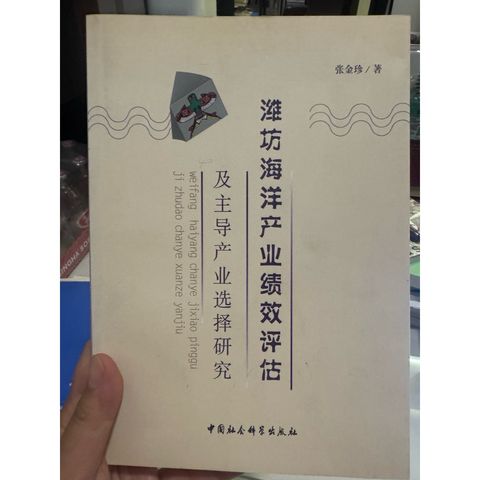 张金珍/著
潍坊海洋产业绩效评估
及主导产业选择研究
weifang haiyang chanye jixiao pinggu
ji zhudao chanye xuanze yanjiu
中国社会科学出版社